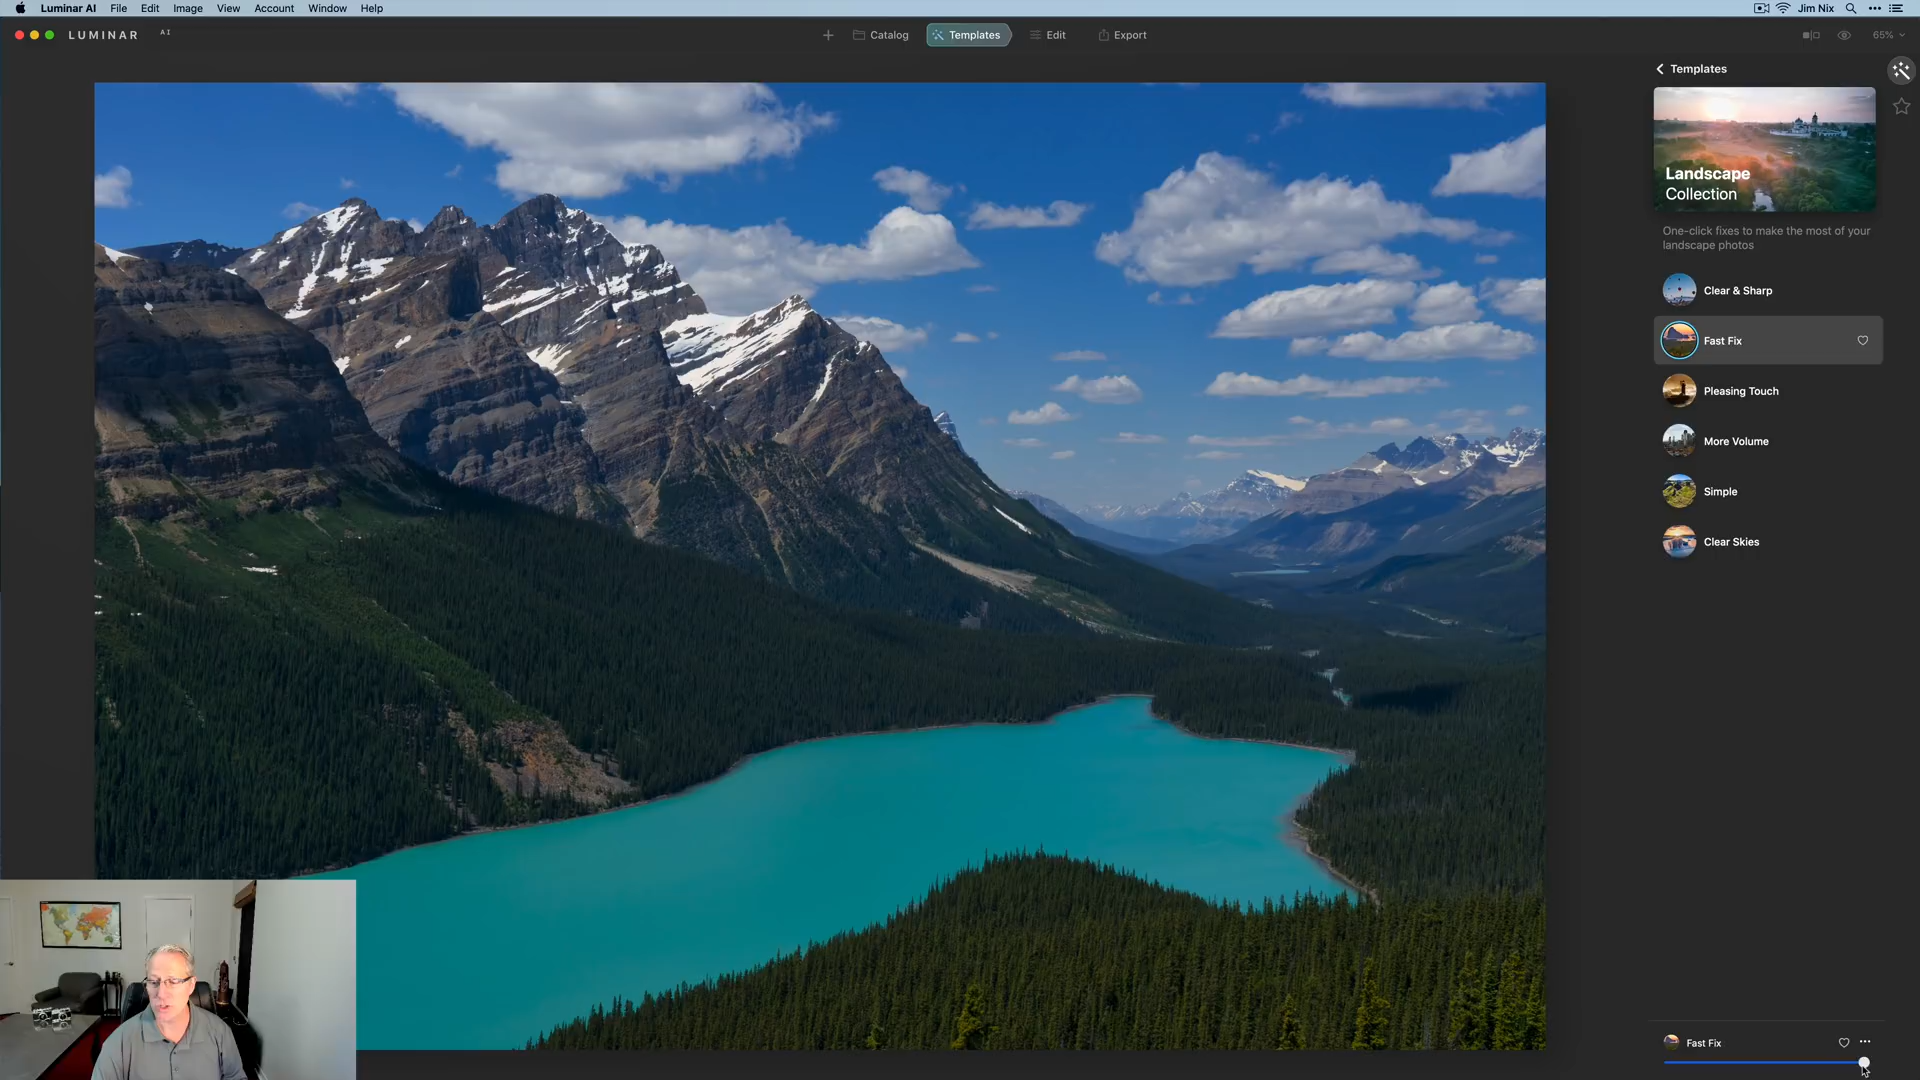 Luminar AI File Edit Image View Account Window Help Jim Nix
LUMINAR AI + Catalog Templates Edit Export 65%
Templates
Landscape
Collection
One-click fixes to make the most of your
landscape photos
Clear & Sharp
Fast Fix
Pleasing Touch
More Volume
Simple
Clear Skies
Fast Fix